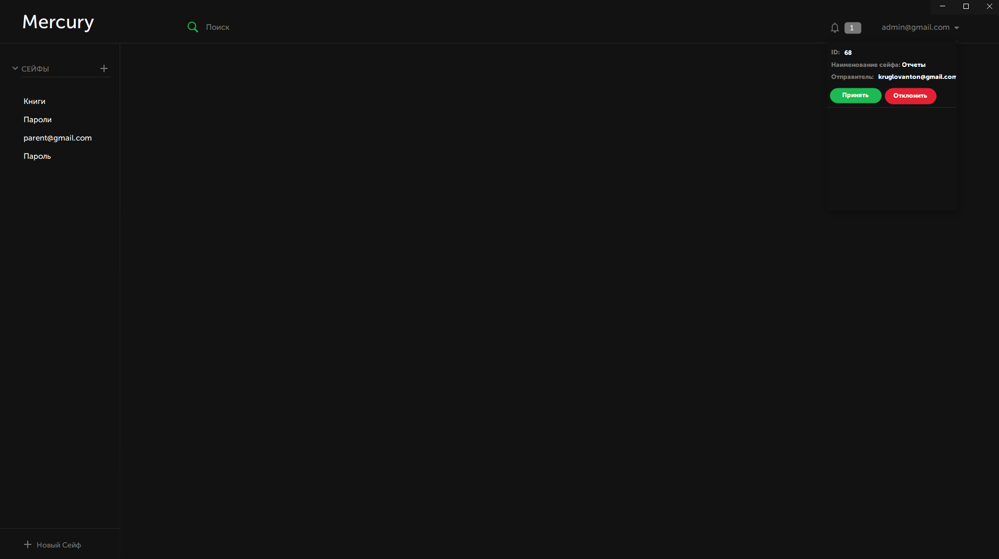 Mercury
Поиск
1
admin@gmail.com
СЕЙФЫ
Книги
Пароли
parent@gmail.com
Пароль
ID: 68
Наименование сейфа: Отчеты
Отправитель: kruglovanton@gmail.com
Принять
Отклонить
Новый Сейф